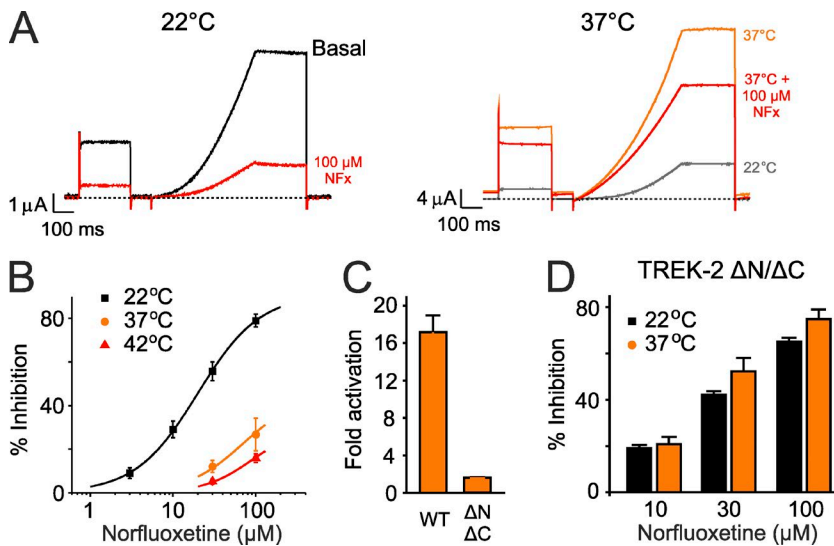 A
22°C
Basal
100 µM
NFx
1 µA
100 ms
37°C
37°C
37°C +
100 µM
NFx
22°C
4 µA
100 ms
B
22°C
37°C
42°C
% Inhibition
80
40
0
1
10
100
Norfluoxetine (µM)
C
Fold activation
20
16
12
8
4
0
WT
ΔN
ΔC
D
TREK-2 ΔN/ΔC
22°C
37°C
% Inhibition
80
40
0
10
30
100
Norfluoxetine (µM)